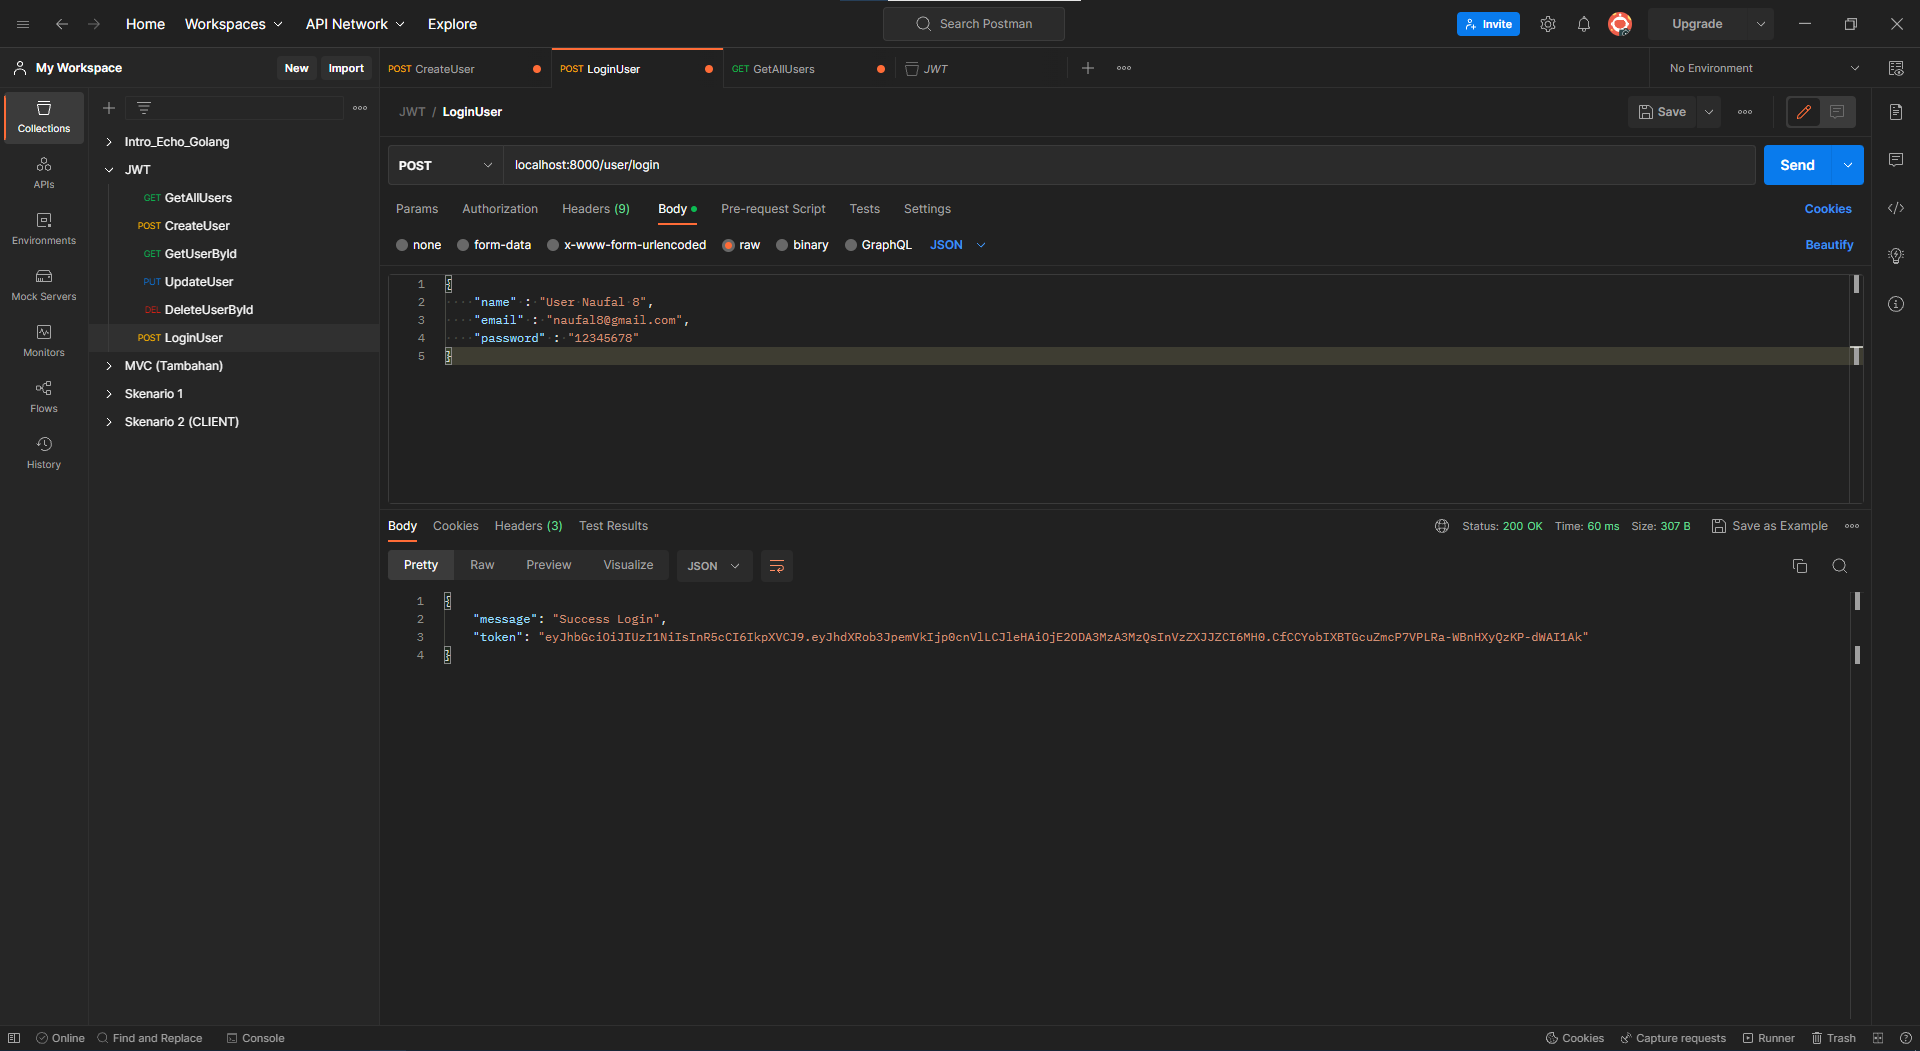 Home Workspaces API Network Explore Search Postman Invite Upgrade
My Workspace New Import POST CreateUser POST LoginUser GET GetAllUsers JWT No Environment
Collections
APIs
Environments
Mock Servers
Monitors
Flows
History
Intro_Echo_Golang
JWT
GET GetAllUsers
POST CreateUser
GET GetUserById
PUT UpdateUser
DEL DeleteUserById
POST LoginUser
MVC (Tambahan)
Skenario 1
Skenario 2 (CLIENT)
JWT / LoginUser Save
POST localhost:8000/user/login Send
Params Authorization Headers (9) Body Pre-request Script Tests Settings Cookies
none form-data x-www-form-urlencoded raw binary GraphQL JSON Beautify
1 {
2 "name" : "User Naufal 8",
3 "email" : "naufal8@gmail.com",
4 "password" : "12345678"
5 }
Body Cookies Headers (3) Test Results Status: 200 OK Time: 60 ms Size: 307 B Save as Example
Pretty Raw Preview Visualize JSON
1 {
2 "message": "Success Login",
3 "token": "eyJhbGciOiJIUzI1NiIsInR5cCI6IkpXVCJ9.eyJhdXRob3JpemVkIjp0cnVlLCJleHAiOjE2ODA3MzA3MzQsInVzZXJJZCI6MH0.CfCCYobIXBTGcuZmcP7VPLRa-WBnHXyQzKP-dWAI1Ak"
4 }
Online Find and Replace Console Cookies Capture requests Runner Trash